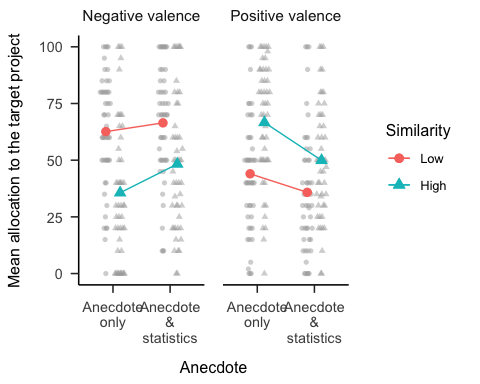 Negative valence
Positive valence
Mean allocation to the target project
100
75
50
25
0
Anecdote
only
Anecdote
&
statistics
Anecdote
only
Anecdote
&
statistics
Anecdote
Similarity
Low
High